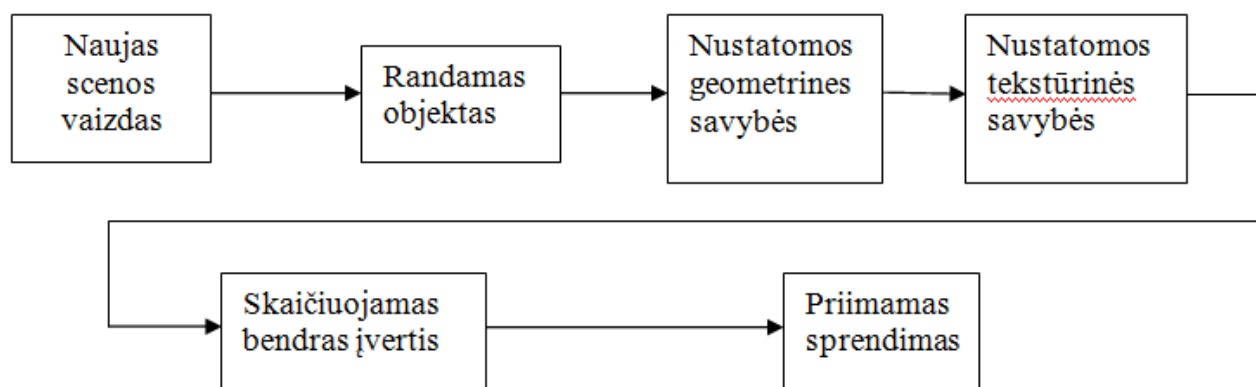 Naujas
scenos
vaizdas
Randamas
objektas
Nustatomos
geometrines
savybės
Nustatomos
tekstūrinės
savybės
Skaičiuojamas
bendras įvertis
Priimamas
sprendimas